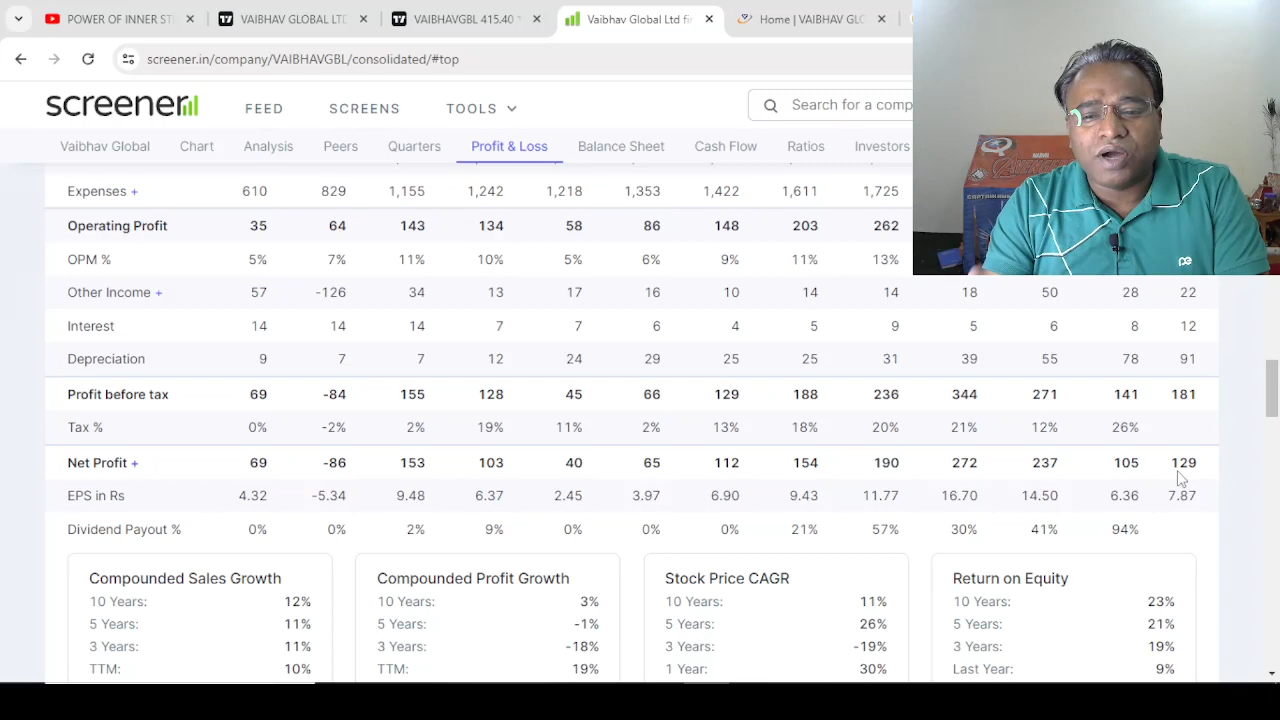 POWER OF INNER ST
VAIBHAV GLOBAL LTD
VAIBHAVGBL 415.40
Vaibhav Global Ltd fin
Home | VAIBHAV GLO
screener.in/company/VAIBHAVGBL/consolidated/#top
screener
FEED SCREENS TOOLS
Search for a comp
Vaibhav Global Chart Analysis Peers Quarters Profit & Loss Balance Sheet Cash Flow Ratios Investors
Expenses + 610 829 1,155 1,242 1,218 1,353 1,422 1,611 1,725
Operating Profit 35 64 143 134 58 86 148 203 262
OPM % 5% 7% 11% 10% 5% 6% 9% 11% 13%
Other Income + 57 -126 34 13 17 16 10 14 14 18 50 28 22
Interest 14 14 14 7 7 6 4 5 9 5 6 8 12
Depreciation 9 7 7 12 24 29 25 25 31 39 55 78 91
Profit before tax 69 -84 155 128 45 66 129 188 236 344 271 141 181
Tax % 0% -2% 2% 19% 11% 2% 13% 18% 20% 21% 12% 26%
Net Profit + 69 -86 153 103 40 65 112 154 190 272 237 105 129
EPS in Rs 4.32 -5.34 9.48 6.37 2.45 3.97 6.90 9.43 11.77 16.70 14.50 6.36 7.87
Dividend Payout % 0% 0% 2% 9% 0% 0% 0% 21% 57% 30% 41% 94%
Compounded Sales Growth
10 Years: 12%
5 Years: 11%
3 Years: 11%
TTM: 10%
Compounded Profit Growth
10 Years: 3%
5 Years: -1%
3 Years: -18%
TTM: 19%
Stock Price CAGR
10 Years: 11%
5 Years: 26%
3 Years: -19%
1 Year: 30%
Return on Equity
10 Years: 23%
5 Years: 21%
3 Years: 19%
Last Year: 9%